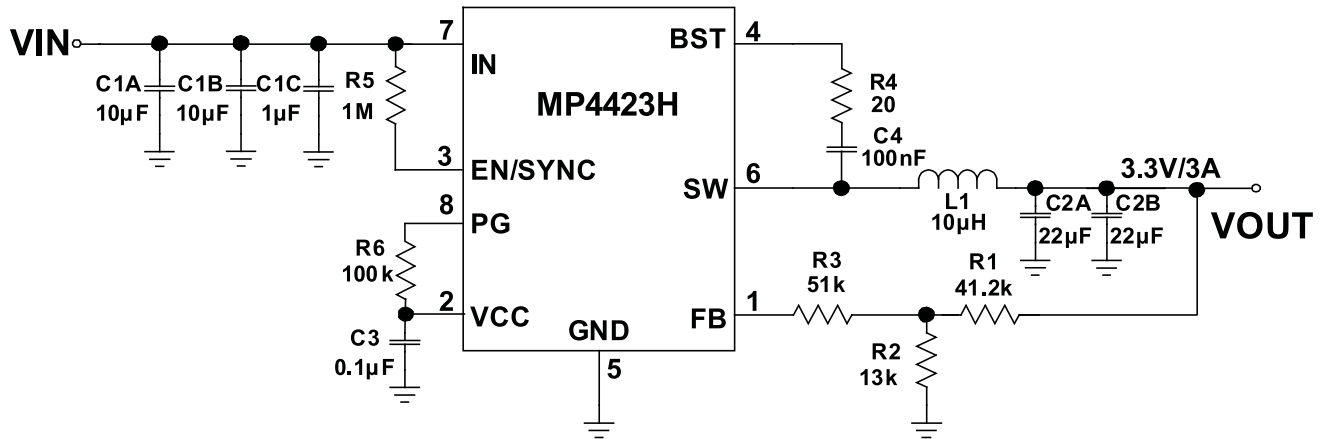 VIN
C1A
10µF
C1B
10µF
C1C
1µF
R5
1M
7
IN
MP4423H
BST
4
R4
20
C4
100nF
3
EN/SYNC
SW
6
L1
10µH
3.3V/3A
VOUT
C2A
22µF
C2B
22µF
8
PG
R6
100k
2
VCC
C3
0.1µF
GND
5
FB
1
R3
51k
R1
41.2k
R2
13k